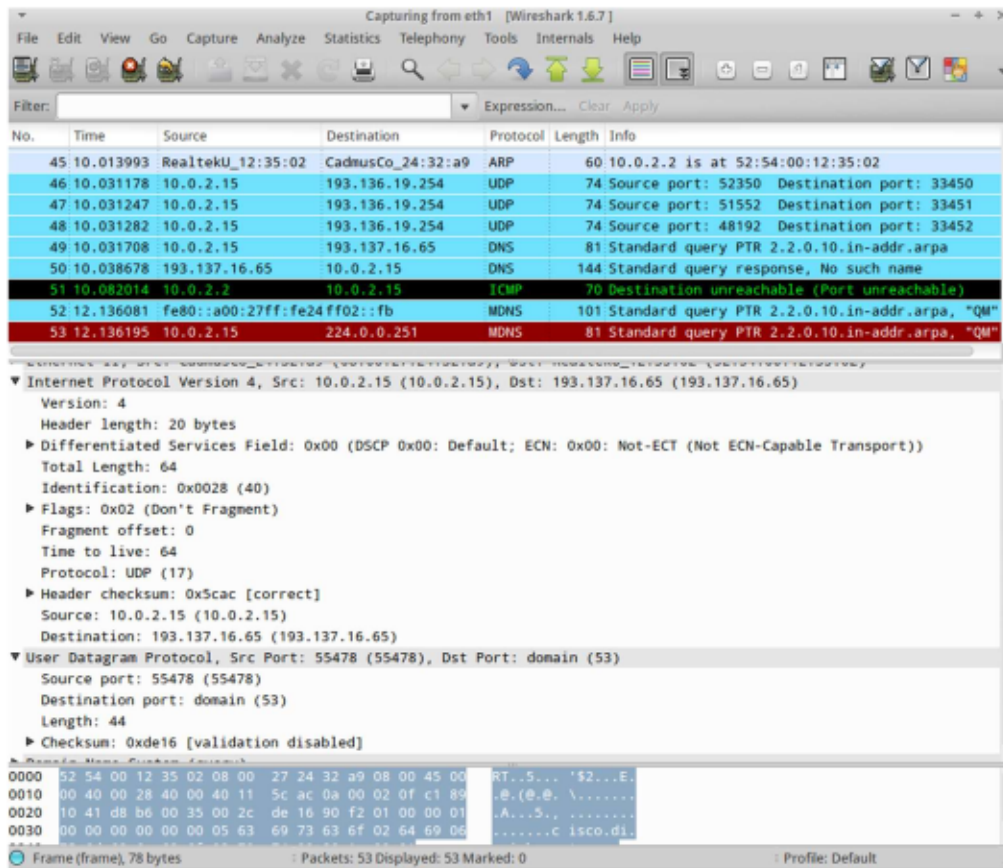 Capturing from eth1 [Wireshark 1.6.7 ]
File Edit View Go Capture Analyze Statistics Telephony Tools Internals Help
Filter: Expression... Clear Apply
No. Time Source Destination Protocol Length Info
45 10.013993 RealtekU_12:35:02 CadmusCo_24:32:a9 ARP 60 10.0.2.2 is at 52:54:00:12:35:02
46 10.031178 10.0.2.15 193.136.19.254 UDP 74 Source port: 52350 Destination port: 33450
47 10.031247 10.0.2.15 193.136.19.254 UDP 74 Source port: 51552 Destination port: 33451
48 10.031282 10.0.2.15 193.136.19.254 UDP 74 Source port: 48192 Destination port: 33452
49 10.031708 10.0.2.15 193.137.16.65 DNS 81 Standard query PTR 2.2.0.10.in-addr.arpa
50 10.038678 193.137.16.65 10.0.2.15 DNS 144 Standard query response, No such name
51 10.082014 10.0.2.2 10.0.2.15 ICMP 70 Destination unreachable (Port unreachable)
52 12.136081 fe80::a00:27ff:fe24 ff02::fb MDNS 101 Standard query PTR 2.2.0.10.in-addr.arpa, "QM"
53 12.136195 10.0.2.15 224.0.0.251 MDNS 81 Standard query PTR 2.2.0.10.in-addr.arpa, "QM"
Internet Protocol Version 4, Src: 10.0.2.15 (10.0.2.15), Dst: 193.137.16.65 (193.137.16.65)
Version: 4
Header length: 20 bytes
Differentiated Services Field: 0x00 (DSCP 0x00: Default; ECN: 0x00: Not-ECT (Not ECN-Capable Transport))
Total Length: 64
Identification: 0x0028 (40)
Flags: 0x02 (Don't Fragment)
Fragment offset: 0
Time to live: 64
Protocol: UDP (17)
Header checksum: 0x5cac [correct]
Source: 10.0.2.15 (10.0.2.15)
Destination: 193.137.16.65 (193.137.16.65)
User Datagram Protocol, Src Port: 55478 (55478), Dst Port: domain (53)
Source port: 55478 (55478)
Destination port: domain (53)
Length: 44
Checksum: 0xde16 [validation disabled]
0000 52 54 00 12 35 02 08 00 27 24 32 a9 08 00 45 00 RT..5... '$2...E.
0010 00 40 00 28 40 00 40 11 5c ac 0a 00 02 0f c1 89 .@.(@.@. \.......
0020 10 41 d8 b6 00 35 00 2c de 16 90 f2 01 00 00 01 .A...5., ........
0030 00 00 00 00 00 00 05 63 69 73 63 6f 02 64 69 06 .......c isco.di.
Frame (frame), 78 bytes Packets: 53 Displayed: 53 Marked: 0 Profile: Default